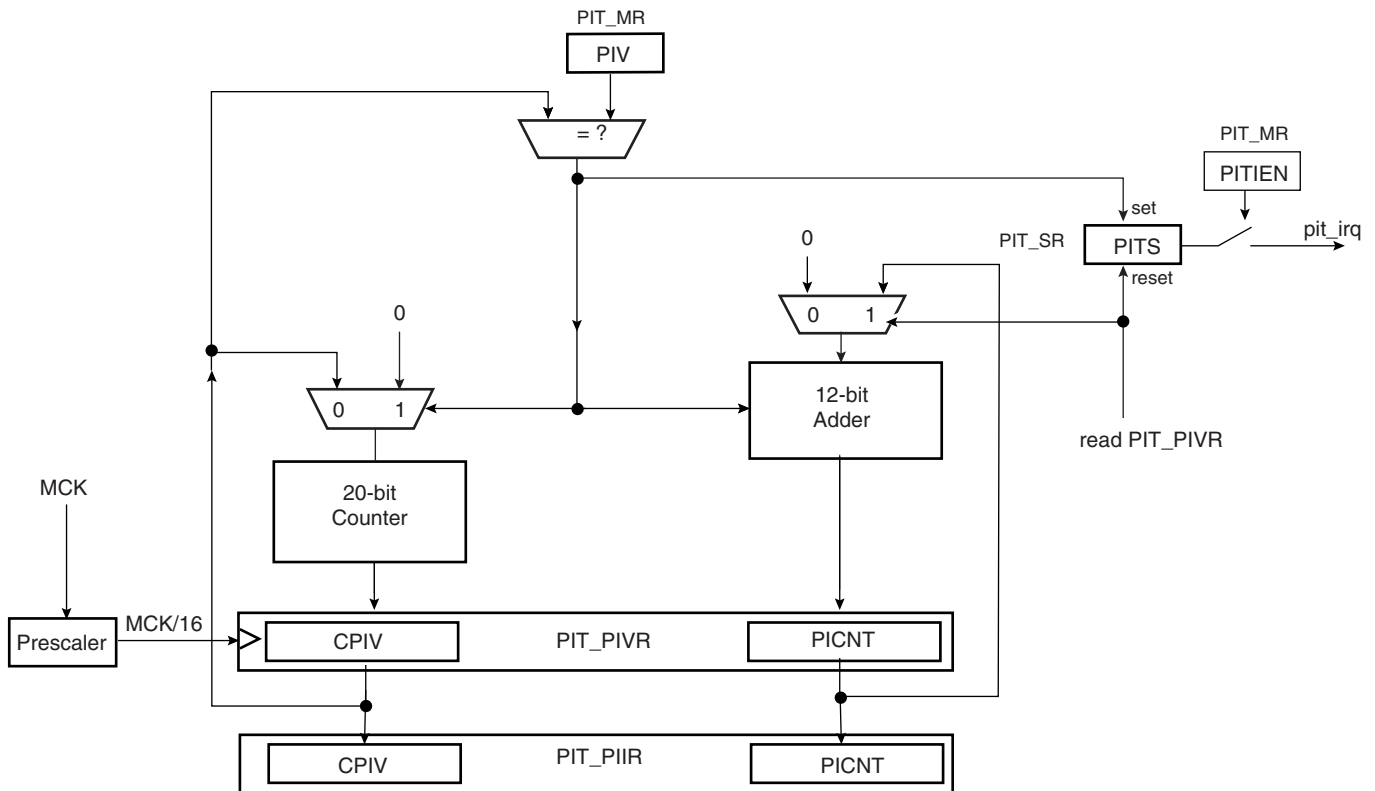 PIT_MR
PIV
= ?
PIT_MR
PITIEN
set
PIT_SR
PITS
pit_irq
reset
0
0
1
0
0
1
12-bit
Adder
read PIT_PIVR
20-bit
Counter
MCK
Prescaler
MCK/16
CPIV
PIT_PIVR
PICNT
CPIV
PIT_PIIR
PICNT